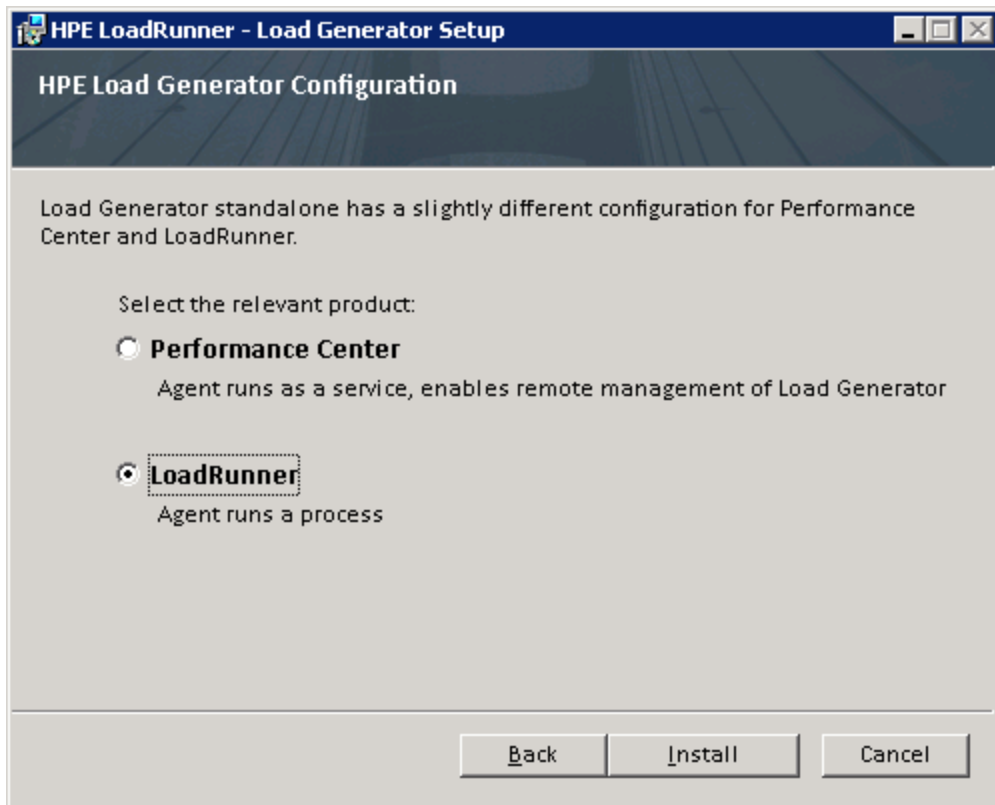 HPE LoadRunner - Load Generator Setup
HPE Load Generator Configuration
Load Generator standalone has a slightly different configuration for Performance
Center and LoadRunner.
Select the relevant product:
Performance Center
Agent runs as a service, enables remote management of Load Generator
LoadRunner
Agent runs a process
Back
Install
Cancel